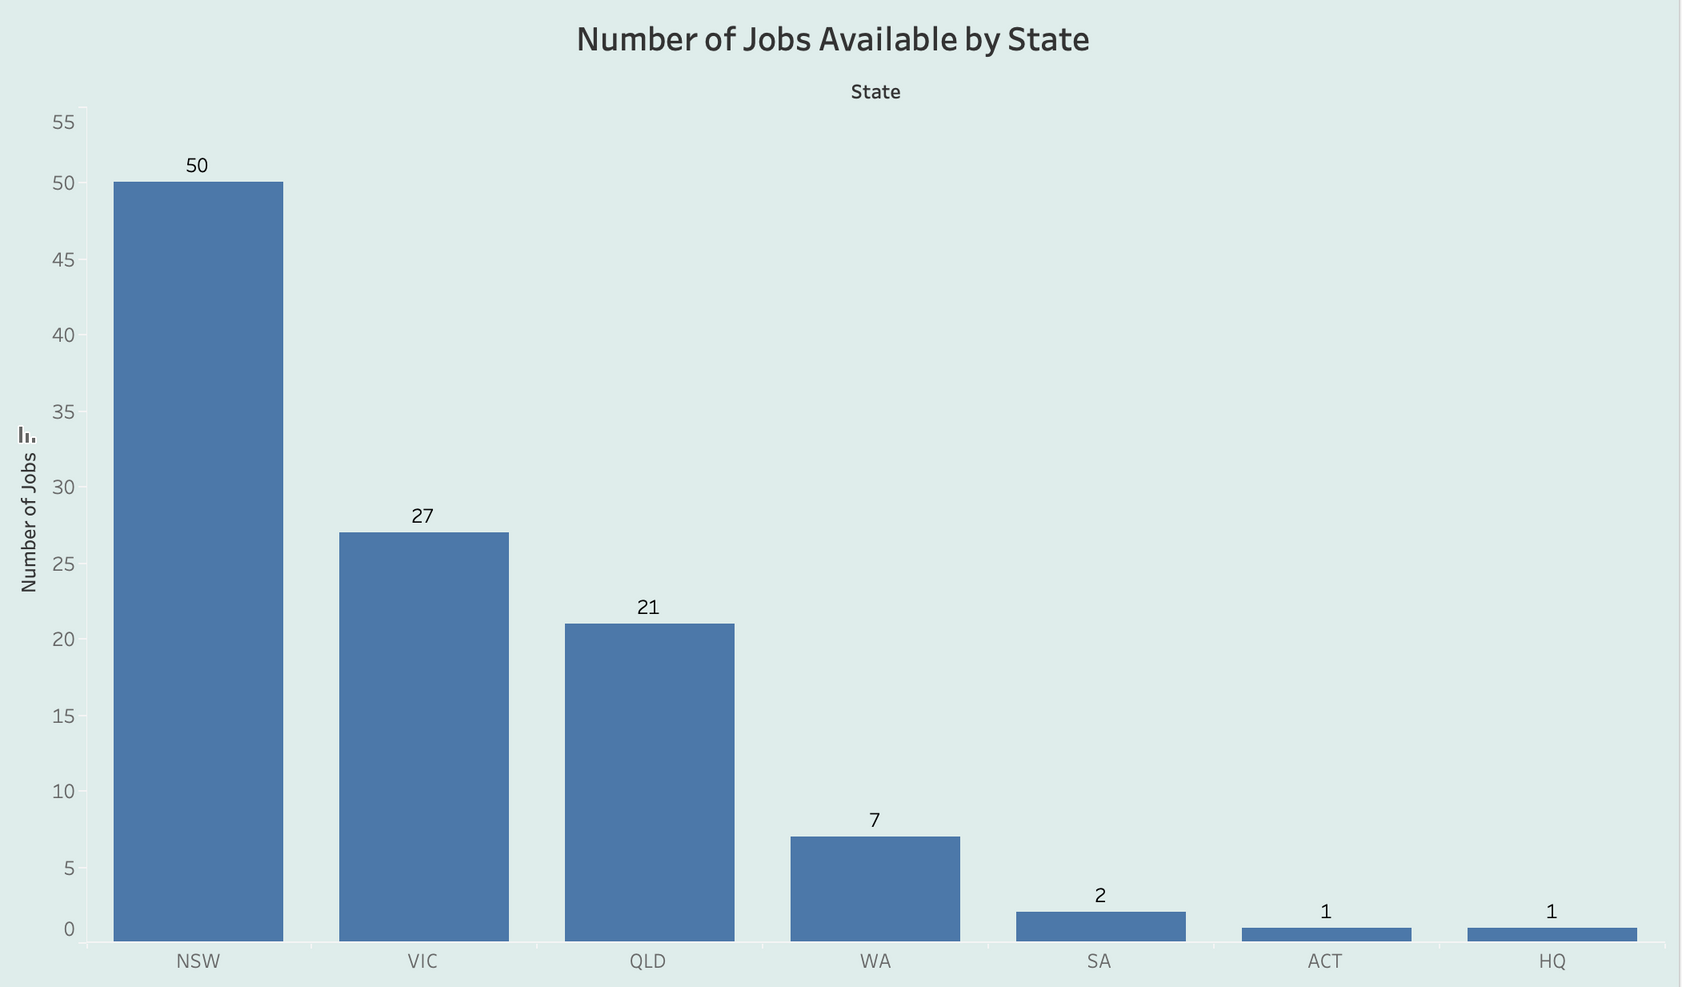 Number of Jobs Available by State
State
Number of Jobs
55
50
45
40
35
30
25
20
15
10
5
0
50
27
21
7
2
1
1
NSW
VIC
QLD
WA
SA
ACT
HQ